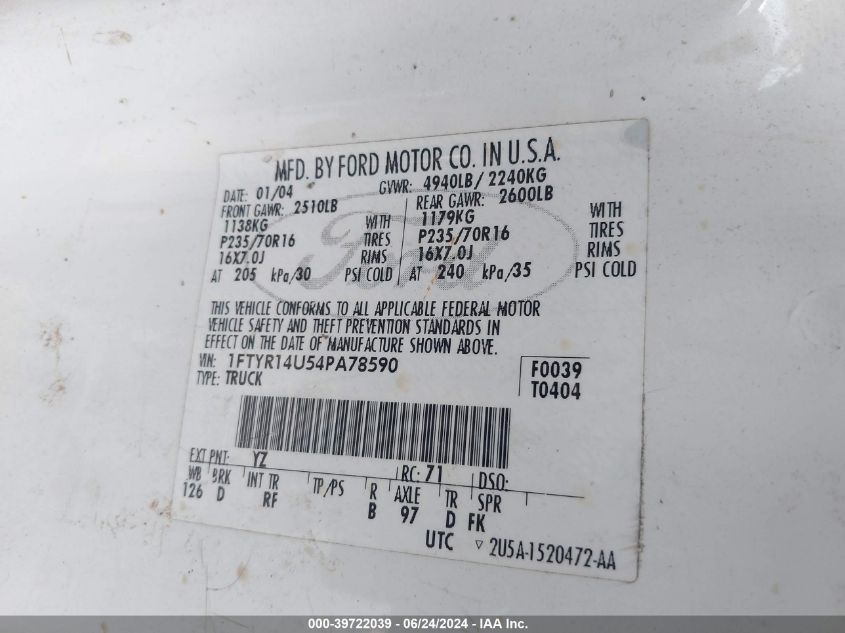 MFD. BY FORD MOTOR CO. IN U.S.A.
DATE: 01/04 GVWR: 4940LB/ 2240KG
FRONT GAWR: 2510LB REAR GAWR: 2600LB
1138KG WITH 1179KG WITH
P235/70R16 TIRES P235/70R16 TIRES
16X7.0J RIMS 16X7.0J RIMS
AT 205 kPa/30 PSI COLD AT 240 kPa/35 PSI COLD
Ford
THIS VEHICLE CONFORMS TO ALL APPLICABLE FEDERAL MOTOR
VEHICLE SAFETY AND THEFT PREVENTION STANDARDS IN
EFFECT ON THE DATE OF MANUFACTURE SHOWN ABOVE.
VIN: 1FTYR14U54PA78590 F0039
TYPE: TRUCK T0404
EXT PNT: YZ RC: 71 DSO:
WB BRK INT TR TP/PS R AXLE TR SPR
126 D RF B 97 D FK
UTC ▽ 2U5A-1520472-AA
000-39722039 / 06/24/2024 - IAA Inc.